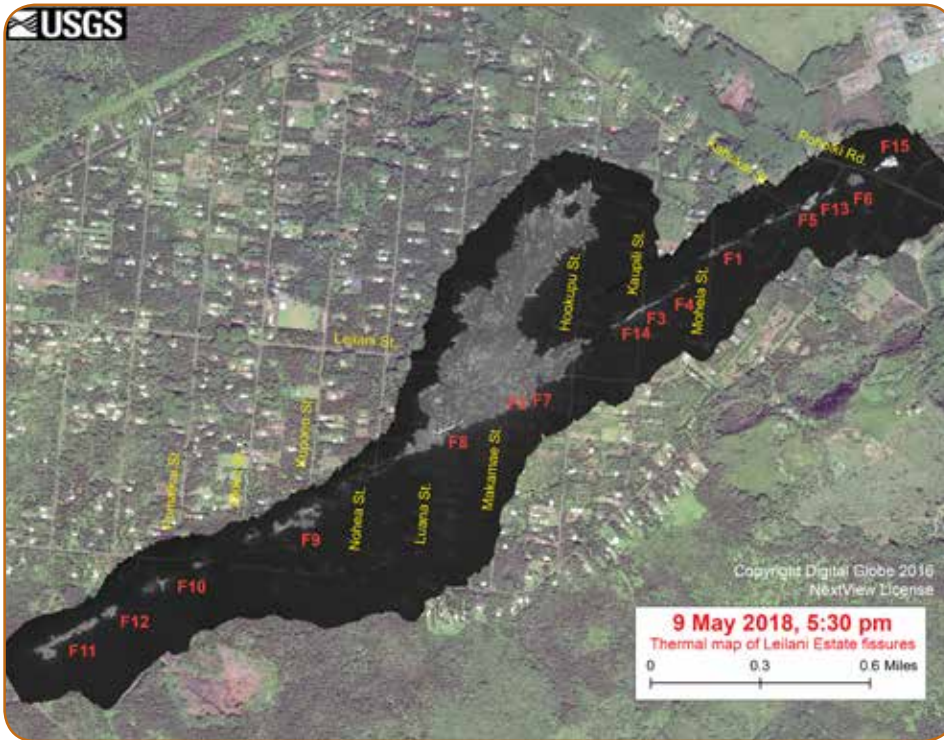 USGS
Kahukai St.
Pohoiki Rd.
F15
F6
F13
F5
F1
Kaupili St.
Hookupu St.
Mohela St.
F4
F3
F14
Leilani St.
F7
F8
Makamae St.
Kupono St.
Nohea St.
Luana St.
F9
F10
F12
F11
Copyright Digital Globe 2016
NextView License
9 May 2018, 5:30 pm
Thermal map of Leilani Estate fissures
0 0.3 0.6 Miles